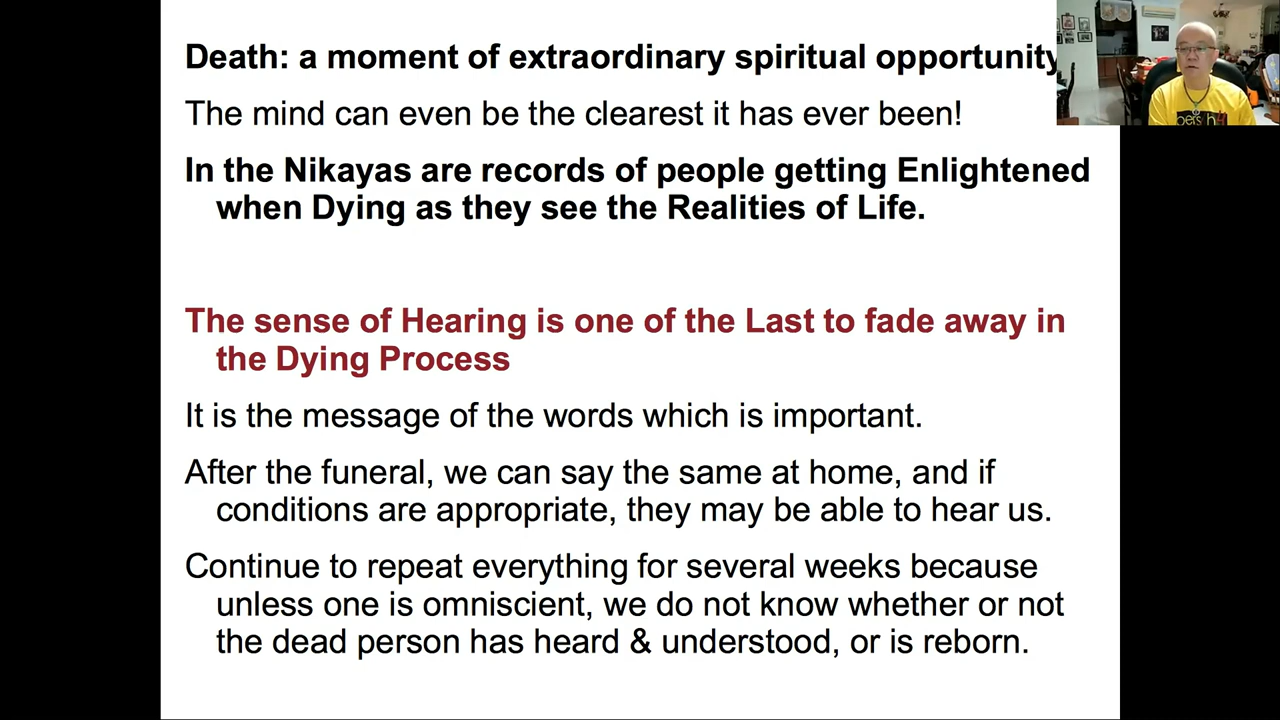 Death: a moment of extraordinary spiritual opportunity
The mind can even be the clearest it has ever been!
In the Nikayas are records of people getting Enlightened
when Dying as they see the Realities of Life.
The sense of Hearing is one of the Last to fade away in
the Dying Process
It is the message of the words which is important.
After the funeral, we can say the same at home, and if
conditions are appropriate, they may be able to hear us.
Continue to repeat everything for several weeks because
unless one is omniscient, we do not know whether or not
the dead person has heard & understood, or is reborn.